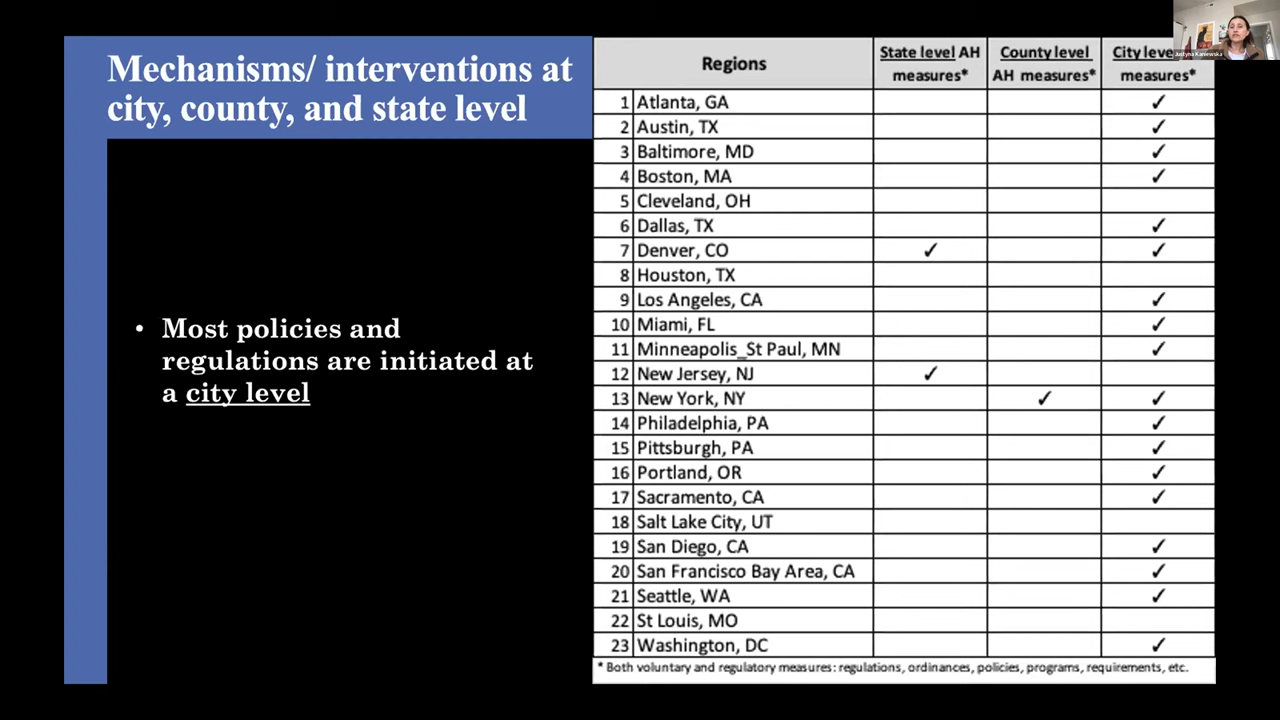 Mechanisms/ interventions at
city, county, and state level
• Most policies and
regulations are initiated at
a city level
Regions State level AH measures* County level AH measures* City leve measures*
1 Atlanta, GA ✓
2 Austin, TX ✓
3 Baltimore, MD ✓
4 Boston, MA ✓
5 Cleveland, OH
6 Dallas, TX ✓
7 Denver, CO ✓ ✓
8 Houston, TX
9 Los Angeles, CA ✓
10 Miami, FL ✓
11 Minneapolis_St Paul, MN ✓
12 New Jersey, NJ ✓
13 New York, NY ✓ ✓
14 Philadelphia, PA ✓
15 Pittsburgh, PA ✓
16 Portland, OR ✓
17 Sacramento, CA ✓
18 Salt Lake City, UT
19 San Diego, CA ✓
20 San Francisco Bay Area, CA ✓
21 Seattle, WA ✓
22 St Louis, MO
23 Washington, DC ✓
* Both voluntary and regulatory measures: regulations, ordinances, policies, programs, requirements, etc.
Justyna Kaniewska